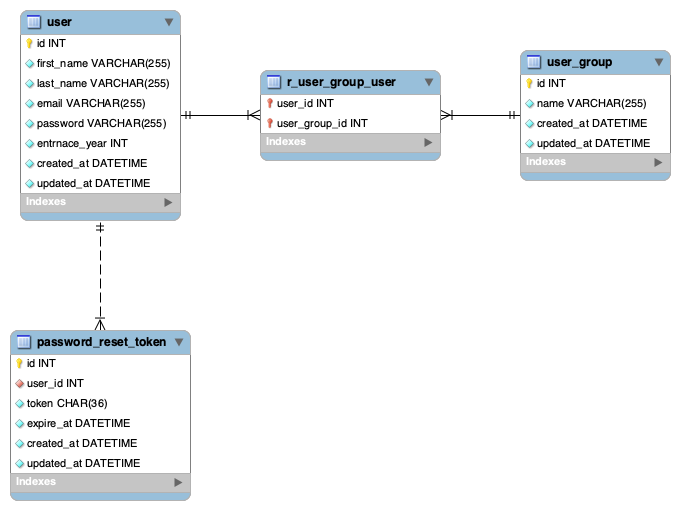 user
id INT
first_name VARCHAR(255)
last_name VARCHAR(255)
email VARCHAR(255)
password VARCHAR(255)
entrnace_year INT
created_at DATETIME
updated_at DATETIME
Indexes
r_user_group_user
user_id INT
user_group_id INT
Indexes
user_group
id INT
name VARCHAR(255)
created_at DATETIME
updated_at DATETIME
Indexes
password_reset_token
id INT
user_id INT
token CHAR(36)
expire_at DATETIME
created_at DATETIME
updated_at DATETIME
Indexes